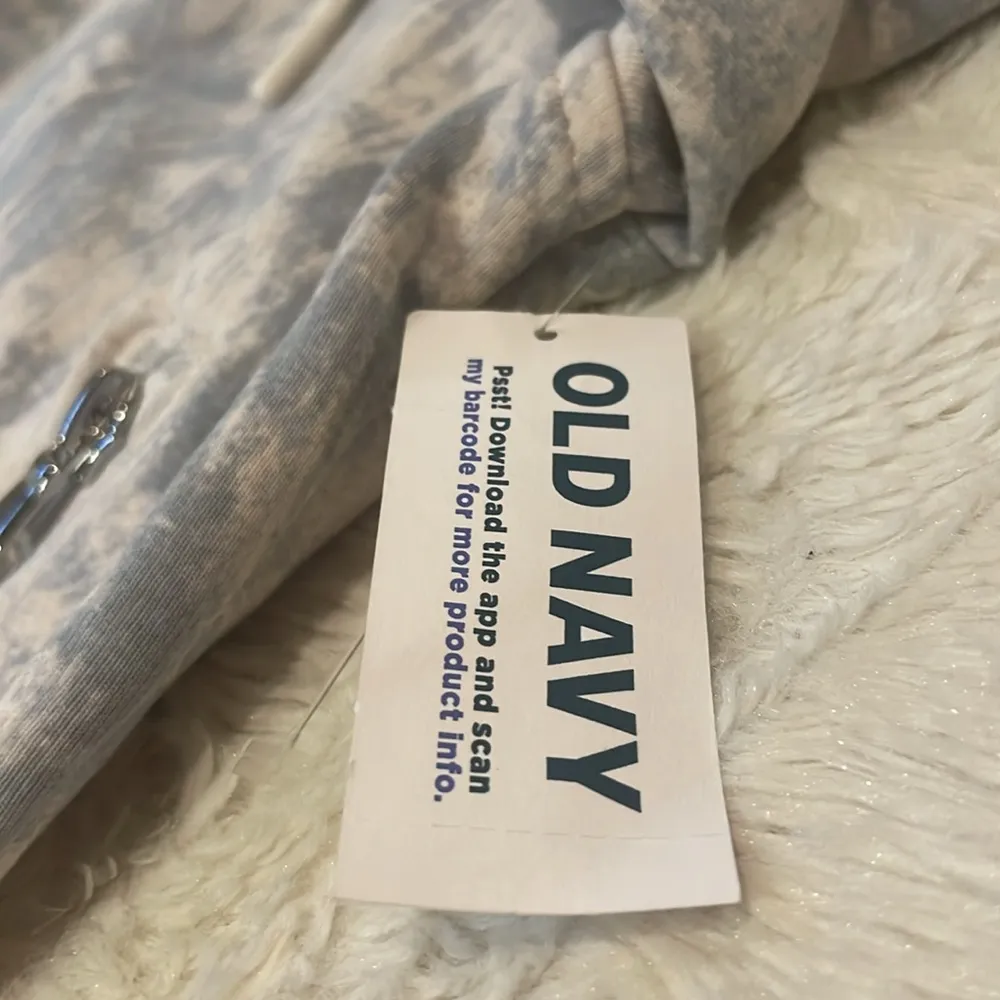 OLD NAVY
Psst! Download the app and scan
my barcode for more product info.